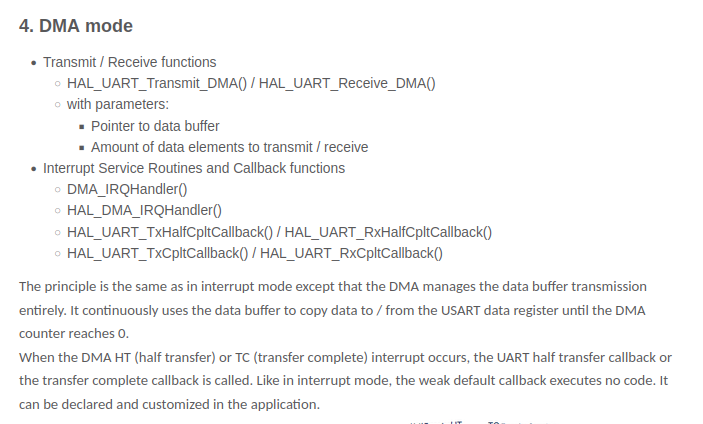 4. DMA mode
• Transmit / Receive functions
○ HAL_UART_Transmit_DMA() / HAL_UART_Receive_DMA()
○ with parameters:
▪ Pointer to data buffer
▪ Amount of data elements to transmit / receive
• Interrupt Service Routines and Callback functions
○ DMA_IRQHandler()
○ HAL_DMA_IRQHandler()
○ HAL_UART_TxHalfCpltCallback() / HAL_UART_RxHalfCpltCallback()
○ HAL_UART_TxCpltCallback() / HAL_UART_RxCpltCallback()
The principle is the same as in interrupt mode except that the DMA manages the data buffer transmission
entirely. It continuously uses the data buffer to copy data to / from the USART data register until the DMA
counter reaches 0.
When the DMA HT (half transfer) or TC (transfer complete) interrupt occurs, the UART half transfer callback or
the transfer complete callback is called. Like in interrupt mode, the weak default callback executes no code. It
can be declared and customized in the application.